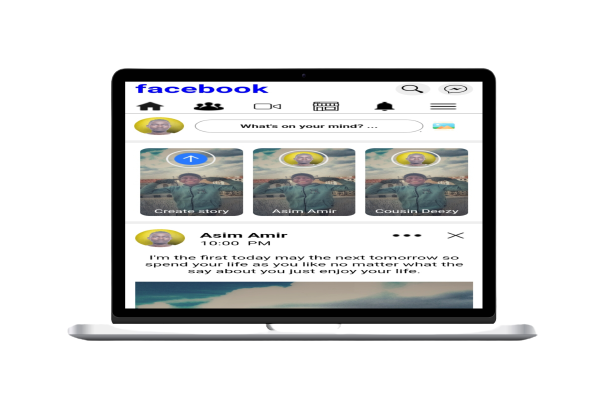 facebook
What's on your mind? ...
Create story
Asim Amir
Cousin Deezy
Asim Amir
10:00 PM
I'm the first today may the next tomorrow so
spend your life as you like no matter what the
say about you just enjoy your life.